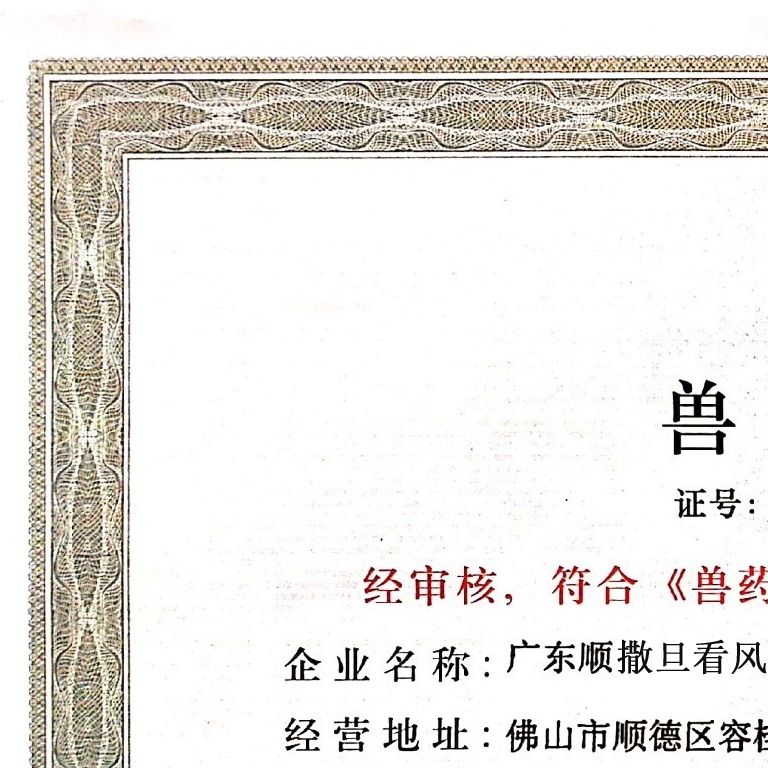 兽
证号:
经审核，符合《兽药
企业名称:广东顺撒旦看风
经营地址:佛山市顺德区容桂